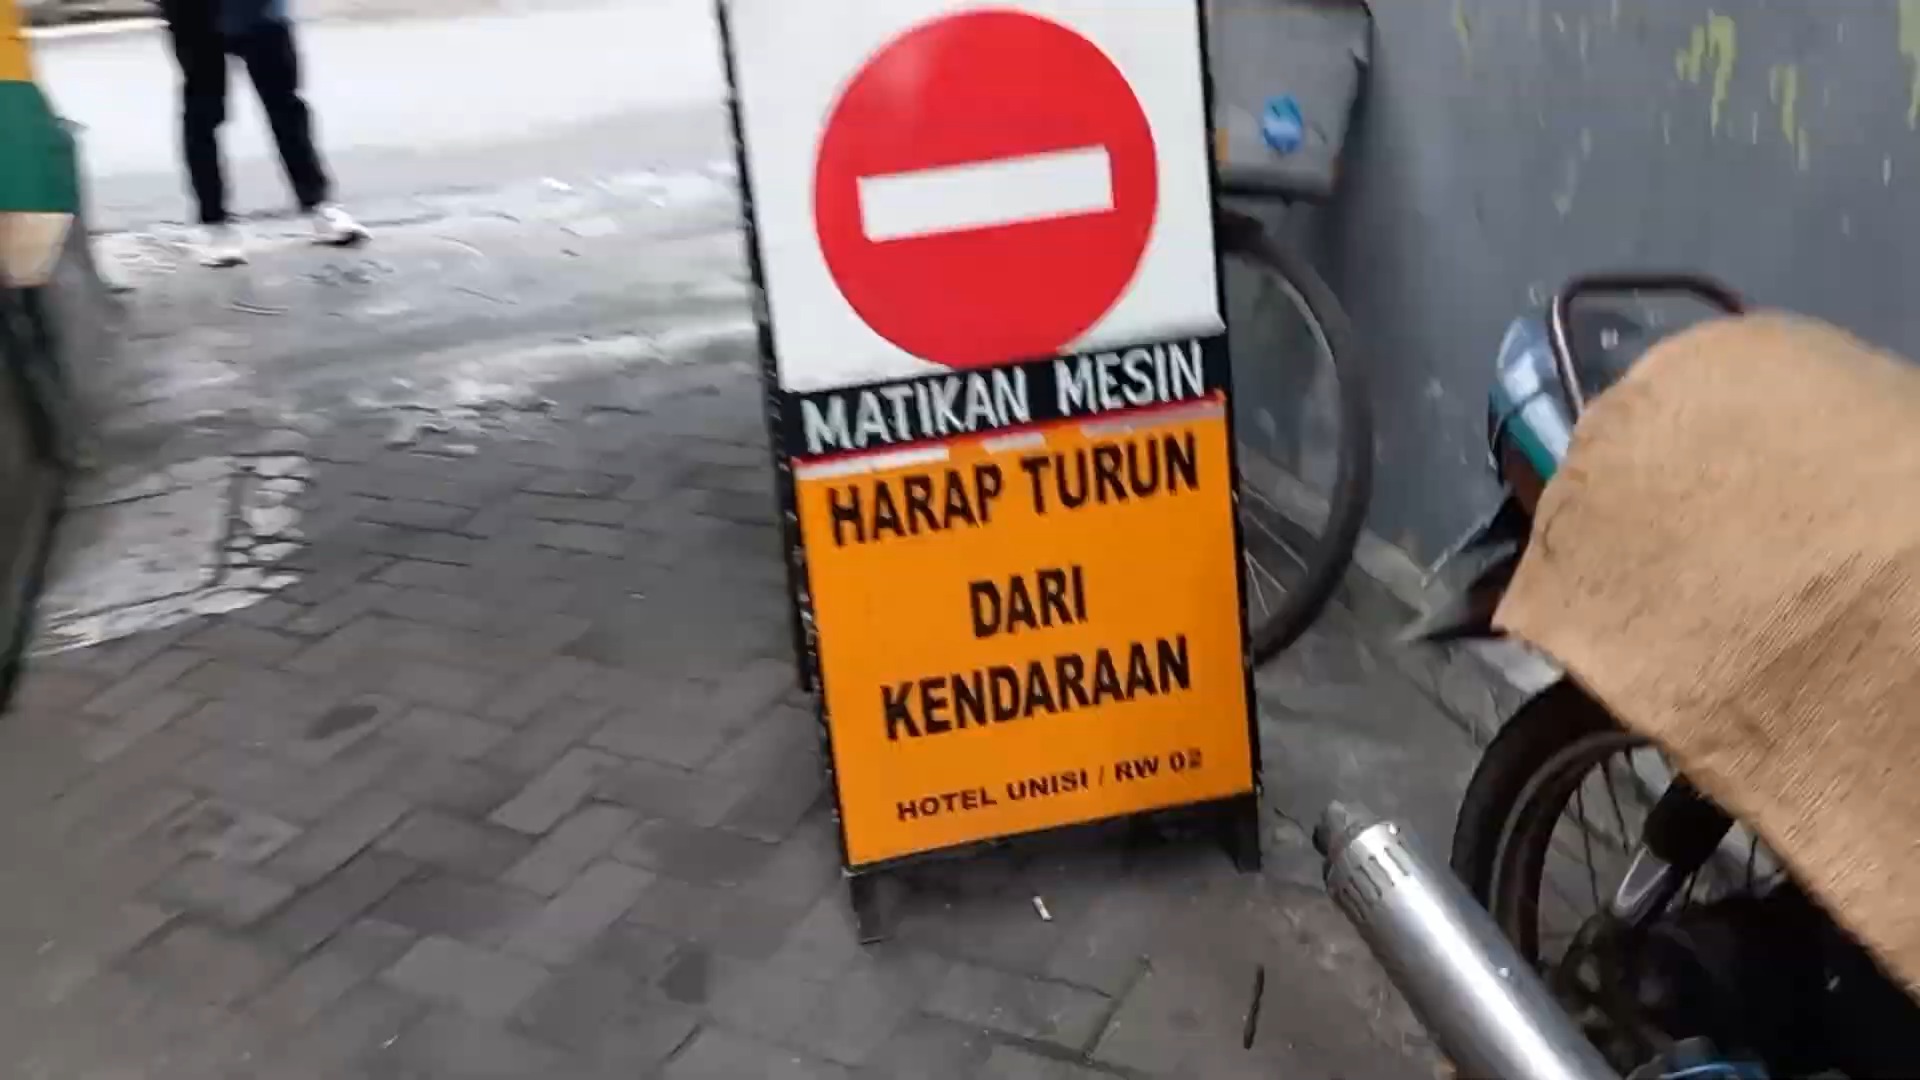 MATIKAN MESIN
HARAP TURUN
DARI
KENDARAAN
HOTEL UNISI / RW 02